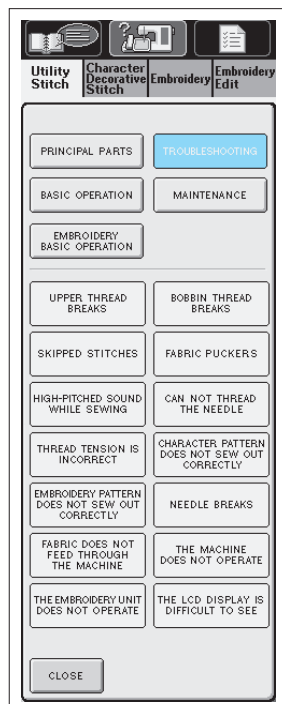 Utility
Stitch
Character
Decorative
Stitch
Embroidery
Embroidery
Edit
PRINCIPAL PARTS
TROUBLESHOOTING
BASIC OPERATION
MAINTENANCE
EMBROIDERY
BASIC OPERATION
UPPER THREAD
BREAKS
BOBBIN THREAD
BREAKS
SKIPPED STITCHES
FABRIC PUCKERS
HIGH-PITCHED SOUND
WHILE SEWING
CAN NOT THREAD
THE NEEDLE
THREAD TENSION IS
INCORRECT
CHARACTER PATTERN
DOES NOT SEW OUT
CORRECTLY
EMBROIDERY PATTERN
DOES NOT SEW OUT
CORRECTLY
NEEDLE BREAKS
FABRIC DOES NOT
FEED THROUGH
THE MACHINE
THE MACHINE
DOES NOT OPERATE
THE EMBROIDERY UNIT
DOES NOT OPERATE
THE LCD DISPLAY IS
DIFFICULT TO SEE
CLOSE